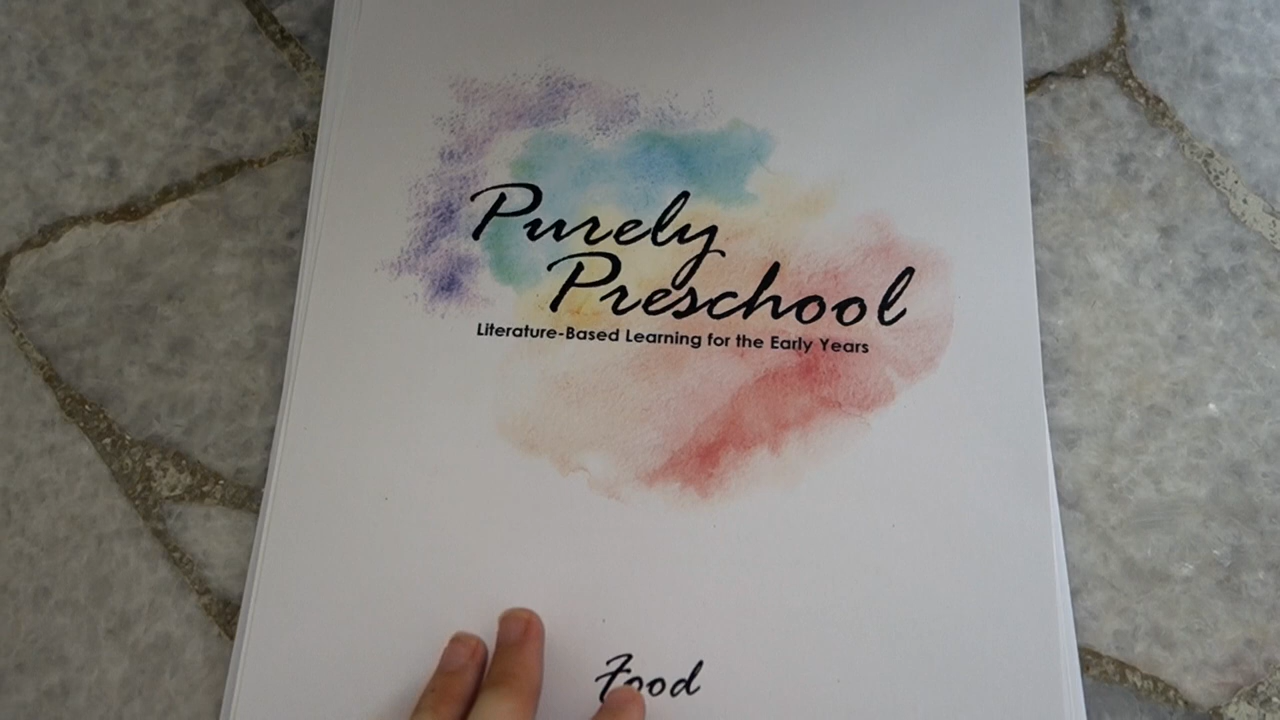 Purely
Preschool
Literature-Based Learning for the Early Years
Food